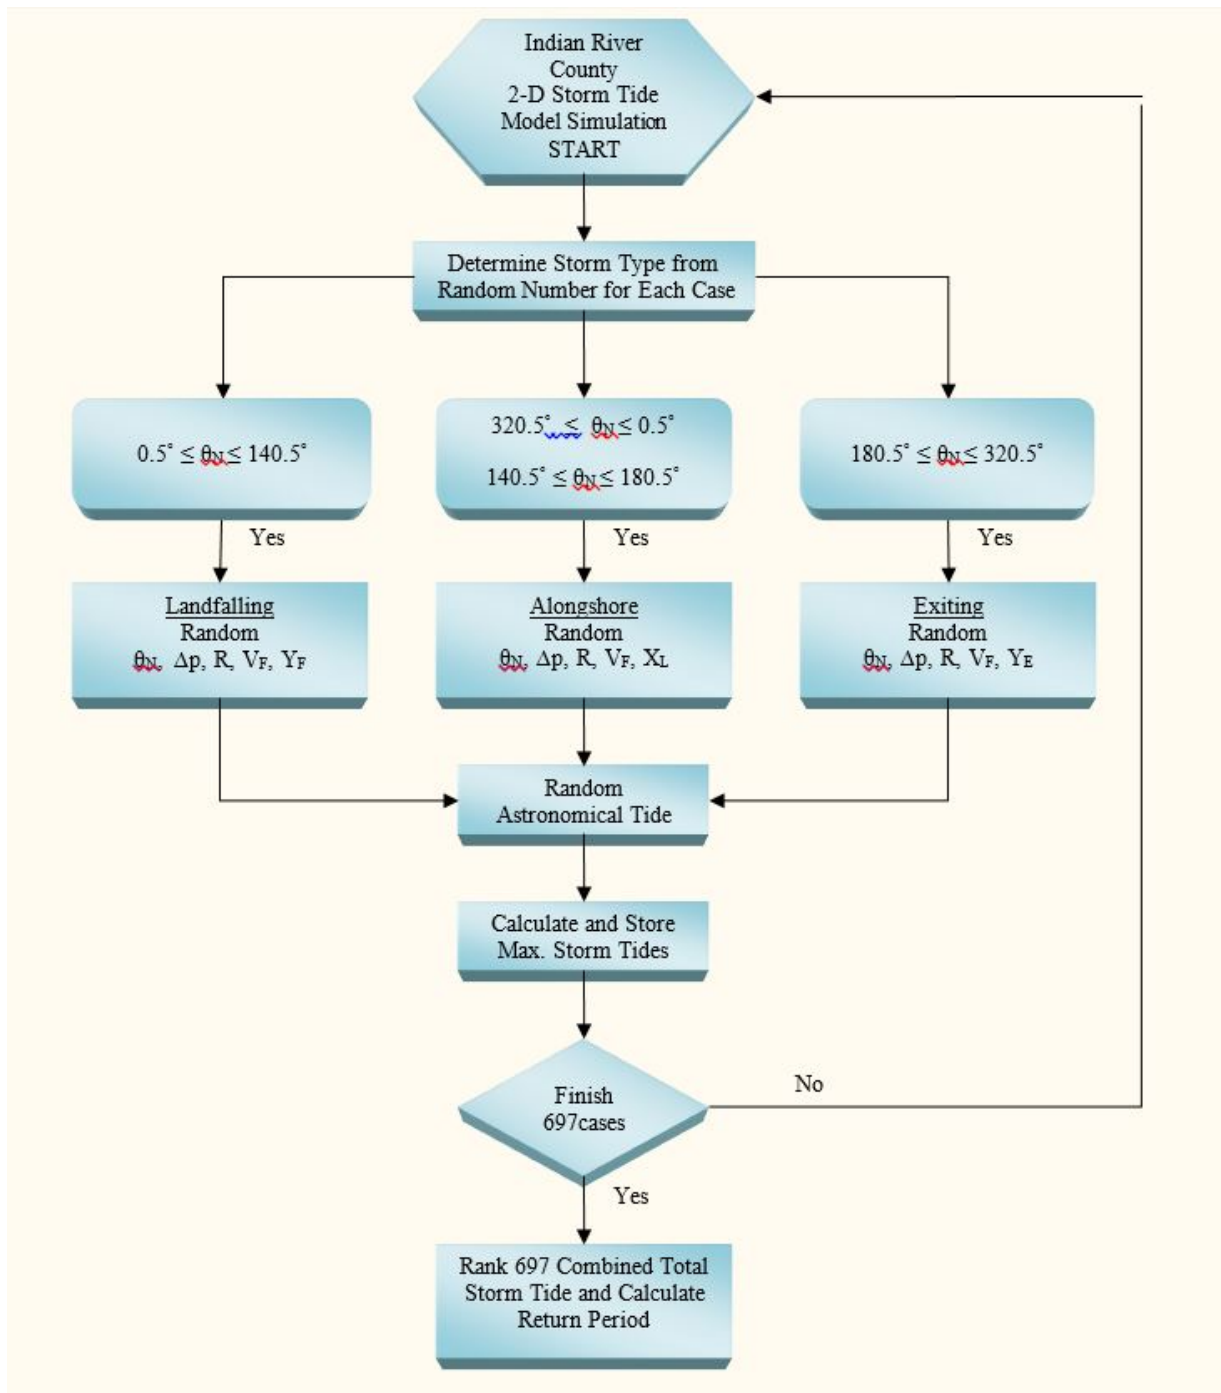 Indian River
County
2-D Storm Tide
Model Simulation
START
Determine Storm Type from
Random Number for Each Case
0.5° ≤ θN ≤ 140.5°
320.5° ≤ θN ≤ 0.5°
140.5° ≤ θN ≤ 180.5°
180.5° ≤ θN ≤ 320.5°
Yes
Yes
Yes
Landfalling
Random
θN, Δp, R, VF, YF
Alongshore
Random
θN, Δp, R, VF, XL
Exiting
Random
θN, Δp, R, VF, YE
Random
Astronomical Tide
Calculate and Store
Max. Storm Tides
Finish
697cases
No
Yes
Rank 697 Combined Total
Storm Tide and Calculate
Return Period